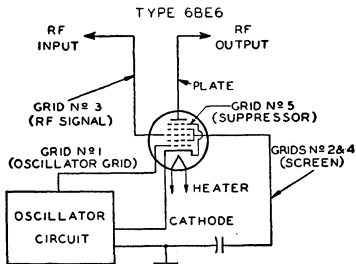 TYPE 6BE6
RF
INPUT
RF
OUTPUT
PLATE
GRID Nº 3
(RF SIGNAL)
GRID Nº 5
(SUPPRESSOR)
GRID Nº 1
(OSCILLATOR GRID)
GRIDS Nº 2&4
(SCREEN)
HEATER
CATHODE
OSCILLATOR
CIRCUIT